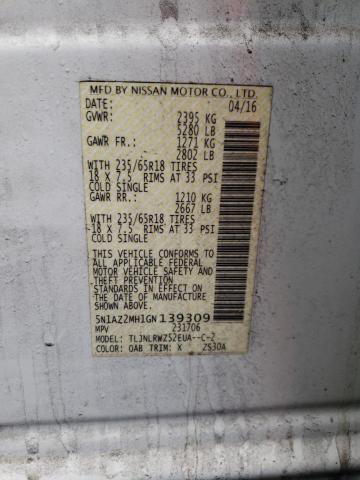 MFD BY NISSAN MOTOR CO., LTD.
DATE: 04/16
GVWR: 2395 KG
5280 LB
GAWR FR.: 1271 KG
2802 LB
WITH 235/65R18 TIRES
18 X 7.5 RIMS AT 33 PSI
COLD SINGLE
GAWR RR.: 1210 KG
2667 LB
WITH 235/65R18 TIRES
18 X 7.5 RIMS AT 33 PSI
COLD SINGLE
THIS VEHICLE CONFORMS TO
ALL APPLICABLE FEDERAL
MOTOR VEHICLE SAFETY
AND THEFT PREVENTION
STANDARDS IN EFFECT ON
THE DATE OF MANUFACTURE
SHOWN ABOVE.
5N1AZ2MH1GN139309
MPV 231706
MODEL: TLJNLRWZ52EUA--C-2
COLOR: QAB TRIM: X ZS30A